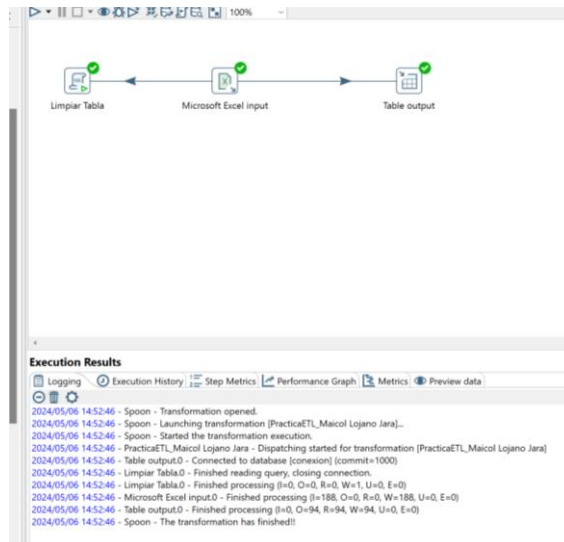 100%
Limpiar Tabla
Microsoft Excel input
Table output
Execution Results
Logging Execution History Step Metrics Performance Graph Metrics Preview data
2024/05/06 14:52:46 - Spoon - Transformation opened.
2024/05/06 14:52:46 - Spoon - Launching transformation [PracticaETL_Maicol Lojano Jara]...
2024/05/06 14:52:46 - Spoon - Started the transformation execution.
2024/05/06 14:52:46 - PracticaETL_Maicol Lojano Jara - Dispatching started for transformation [PracticaETL_Maicol Lojano Jara]
2024/05/06 14:52:46 - Table output.0 - Connected to database [conexion] (commit=1000)
2024/05/06 14:52:46 - Limpiar Tabla.0 - Finished reading query, closing connection.
2024/05/06 14:52:46 - Limpiar Tabla.0 - Finished processing (I=0, O=0, R=0, W=1, U=0, E=0)
2024/05/06 14:52:46 - Microsoft Excel input.0 - Finished processing (I=188, O=0, R=0, W=188, U=0, E=0)
2024/05/06 14:52:46 - Table output.0 - Finished processing (I=0, O=94, R=94, W=94, U=0, E=0)
2024/05/06 14:52:46 - Spoon - The transformation has finished!!